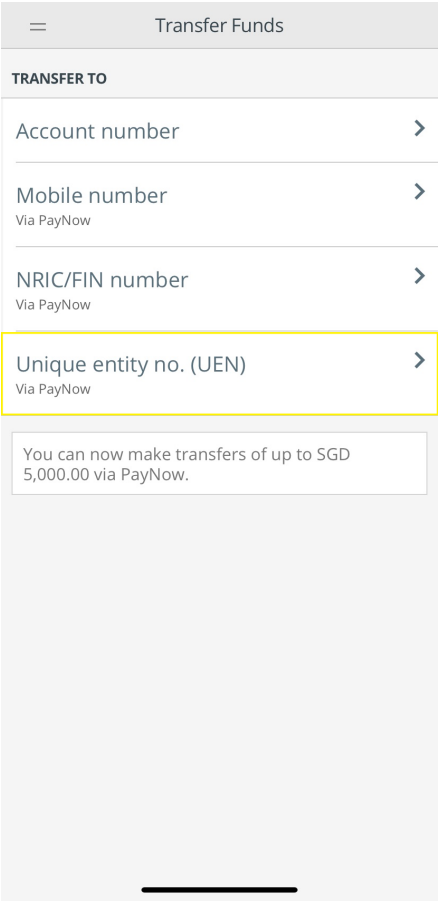 Transfer Funds
TRANSFER TO
Account number
Mobile number
Via PayNow
NRIC/FIN number
Via PayNow
Unique entity no. (UEN)
Via PayNow
You can now make transfers of up to SGD
5,000.00 via PayNow.